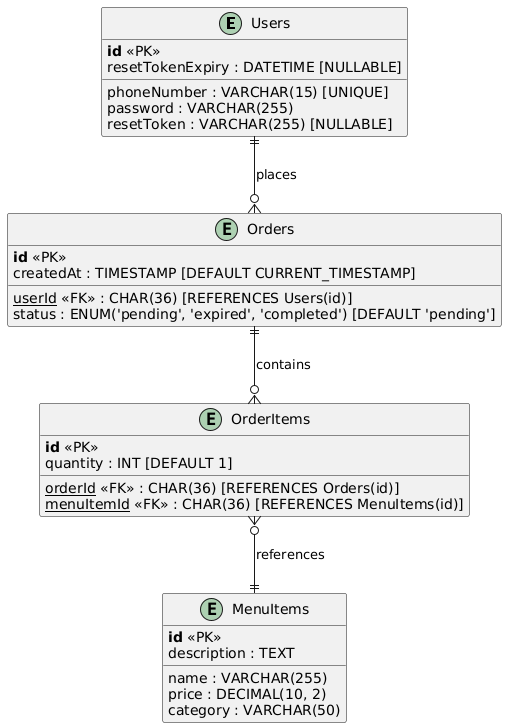 E Users
id «PK»
resetTokenExpiry : DATETIME [NULLABLE]
phoneNumber : VARCHAR(15) [UNIQUE]
password : VARCHAR(255)
resetToken : VARCHAR(255) [NULLABLE]
places
E Orders
id «PK»
createdAt : TIMESTAMP [DEFAULT CURRENT_TIMESTAMP]
userId «FK» : CHAR(36) [REFERENCES Users(id)]
status : ENUM('pending', 'expired', 'completed') [DEFAULT 'pending']
contains
E OrderItems
id «PK»
quantity : INT [DEFAULT 1]
orderId «FK» : CHAR(36) [REFERENCES Orders(id)]
menuItemId «FK» : CHAR(36) [REFERENCES MenuItems(id)]
references
E MenuItems
id «PK»
description : TEXT
name : VARCHAR(255)
price : DECIMAL(10, 2)
category : VARCHAR(50)